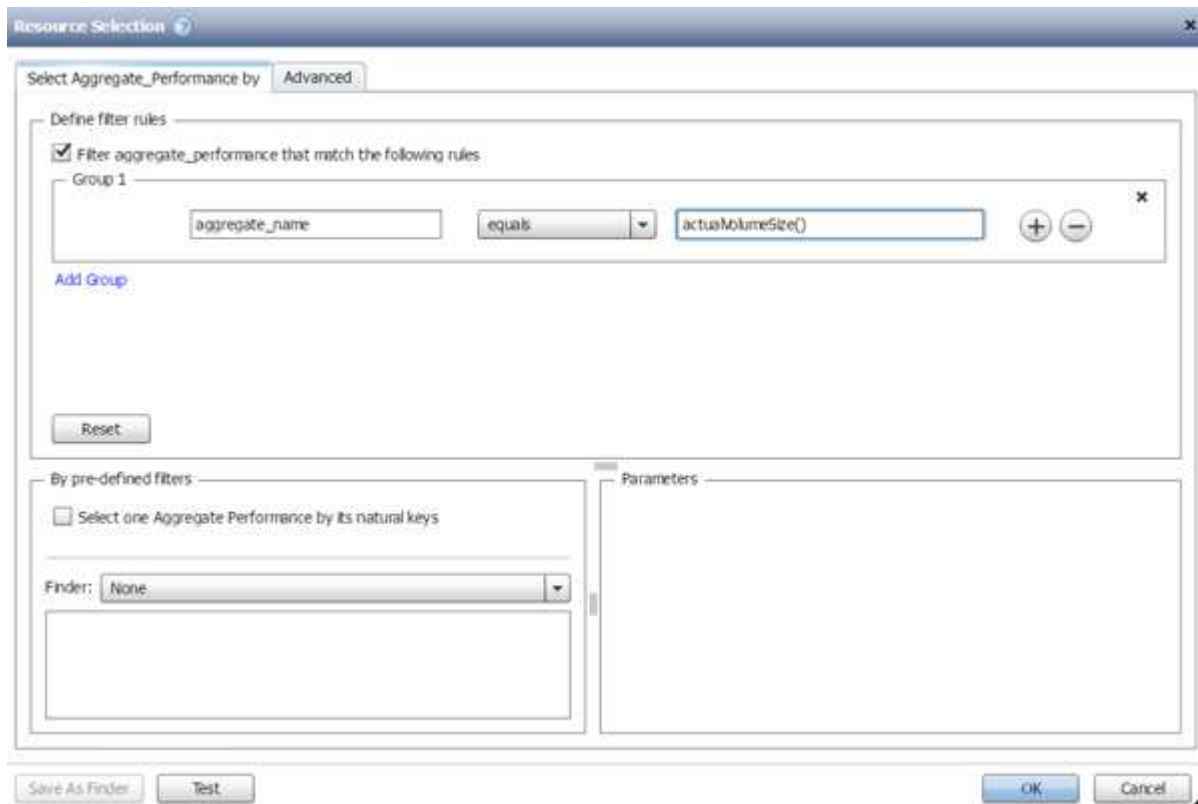 Resource Selection
Select Aggregate_Performance by Advanced
Define filter rules
Filter aggregate_performance that match the following rules
Group 1
aggregate_name equals actualVolumeSize()
Add Group
Reset
By pre-defined filters
Select one Aggregate Performance by its natural keys
Finder: None
Parameters
Save As Finder Test OK Cancel